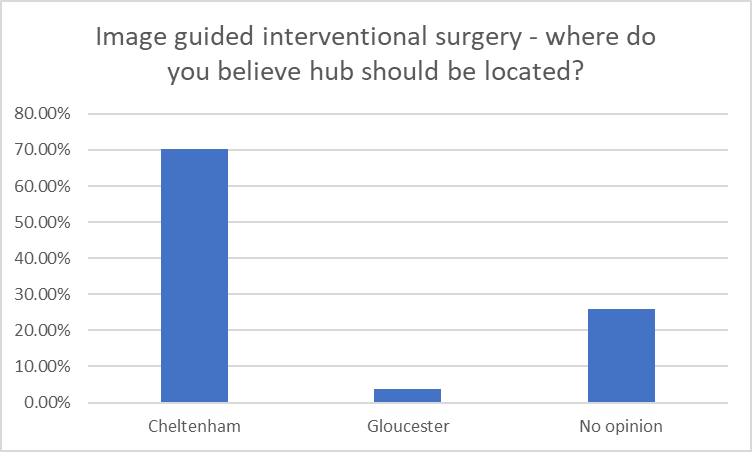 Image guided interventional surgery - where do
you believe hub should be located?
80.00%
70.00%
60.00%
50.00%
40.00%
30.00%
20.00%
10.00%
0.00%
Cheltenham
Gloucester
No opinion